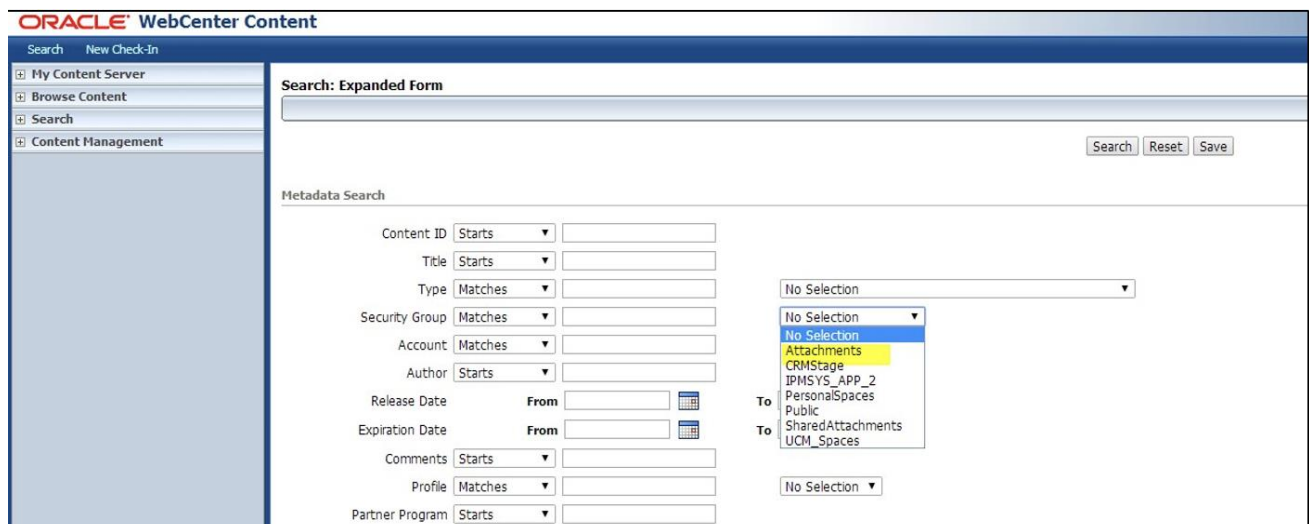 ORACLE® WebCenter Content
Search New Check-In
My Content Server
Browse Content
Search
Content Management
Search: Expanded Form
Search Reset Save
Metadata Search
Content ID Starts
Title Starts
Type Matches No Selection
Security Group Matches No Selection
No Selection
Attachments
CRMStage
IPMSYS_APP_2
PersonalSpaces
Public
SharedAttachments
UCM_Spaces
Account Matches
Author Starts
Release Date From To
Expiration Date From To
Comments Starts
Profile Matches No Selection
Partner Program Starts